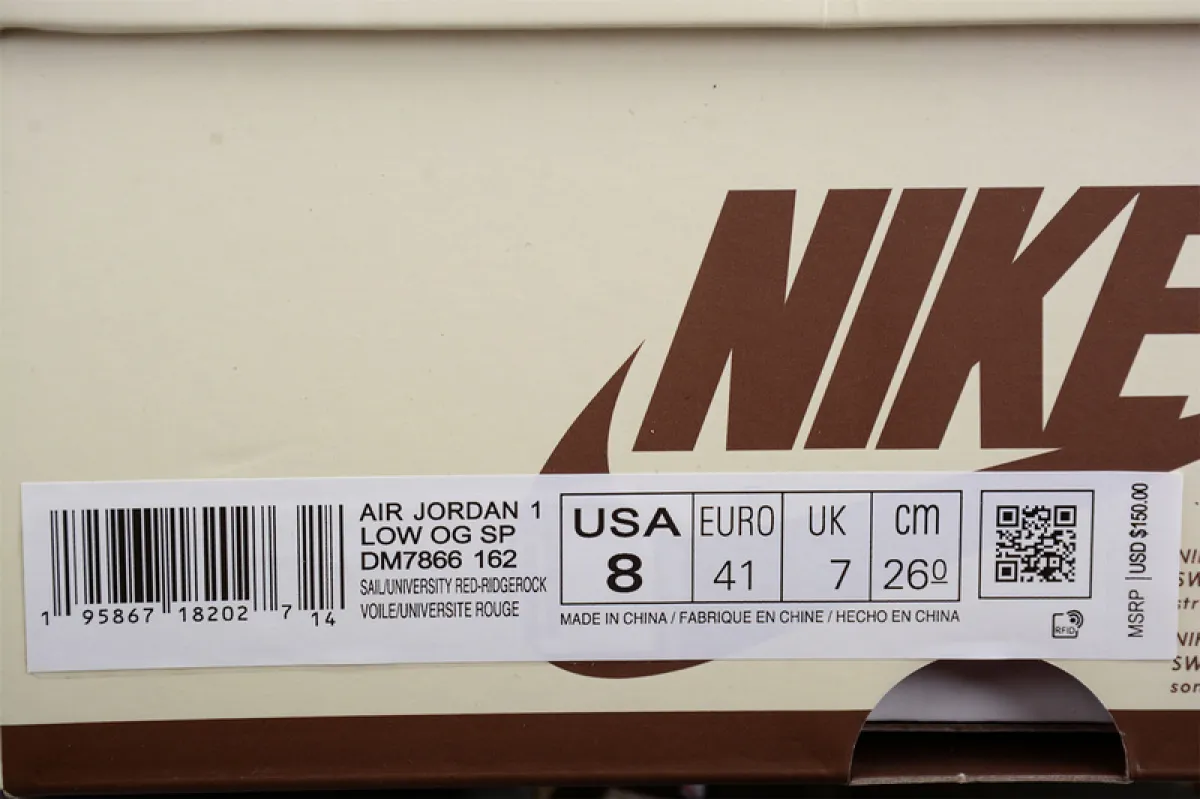 NIKE
AIR JORDAN 1
LOW OG SP
DM7866 162
SAIL/UNIVERSITY RED-RIDGEROCK
VOILE/UNIVERSITE ROUGE
1 95867 18202 7 14
USA EURO UK cm
8 41 7 260
MADE IN CHINA / FABRIQUE EN CHINE / HECHO EN CHINA
RFID
MSRP USD $150.00